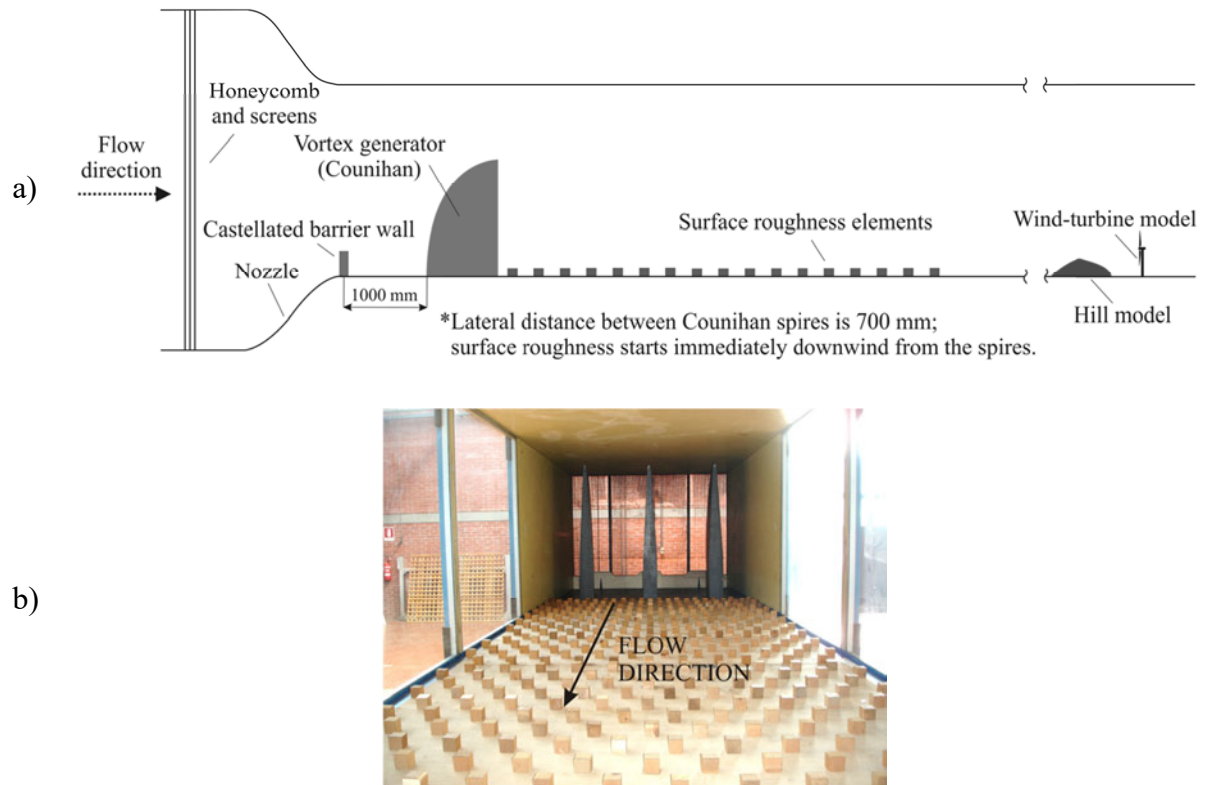 a)
Honeycomb
and screens
Flow
direction
Vortex generator
(Counihan)
Castellated barrier wall
Nozzle
1000 mm
Surface roughness elements
Wind-turbine model
Hill model
*Lateral distance between Counihan spires is 700 mm;
surface roughness starts immediately downwind from the spires.
b)
FLOW
DIRECTION